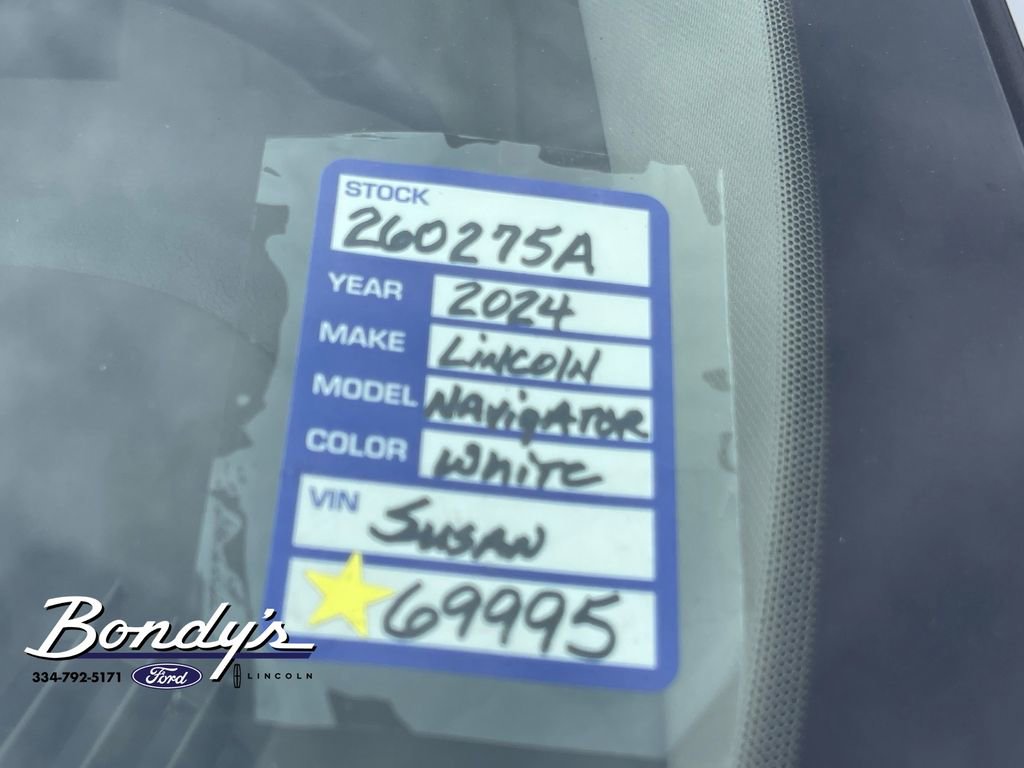 STOCK
260275A
YEAR 2024
MAKE LINCOLN
MODEL NAVIGATOR
COLOR WHITE
VIN SUSAN
69995
Bondy's
334-792-5171 Ford LINCOLN